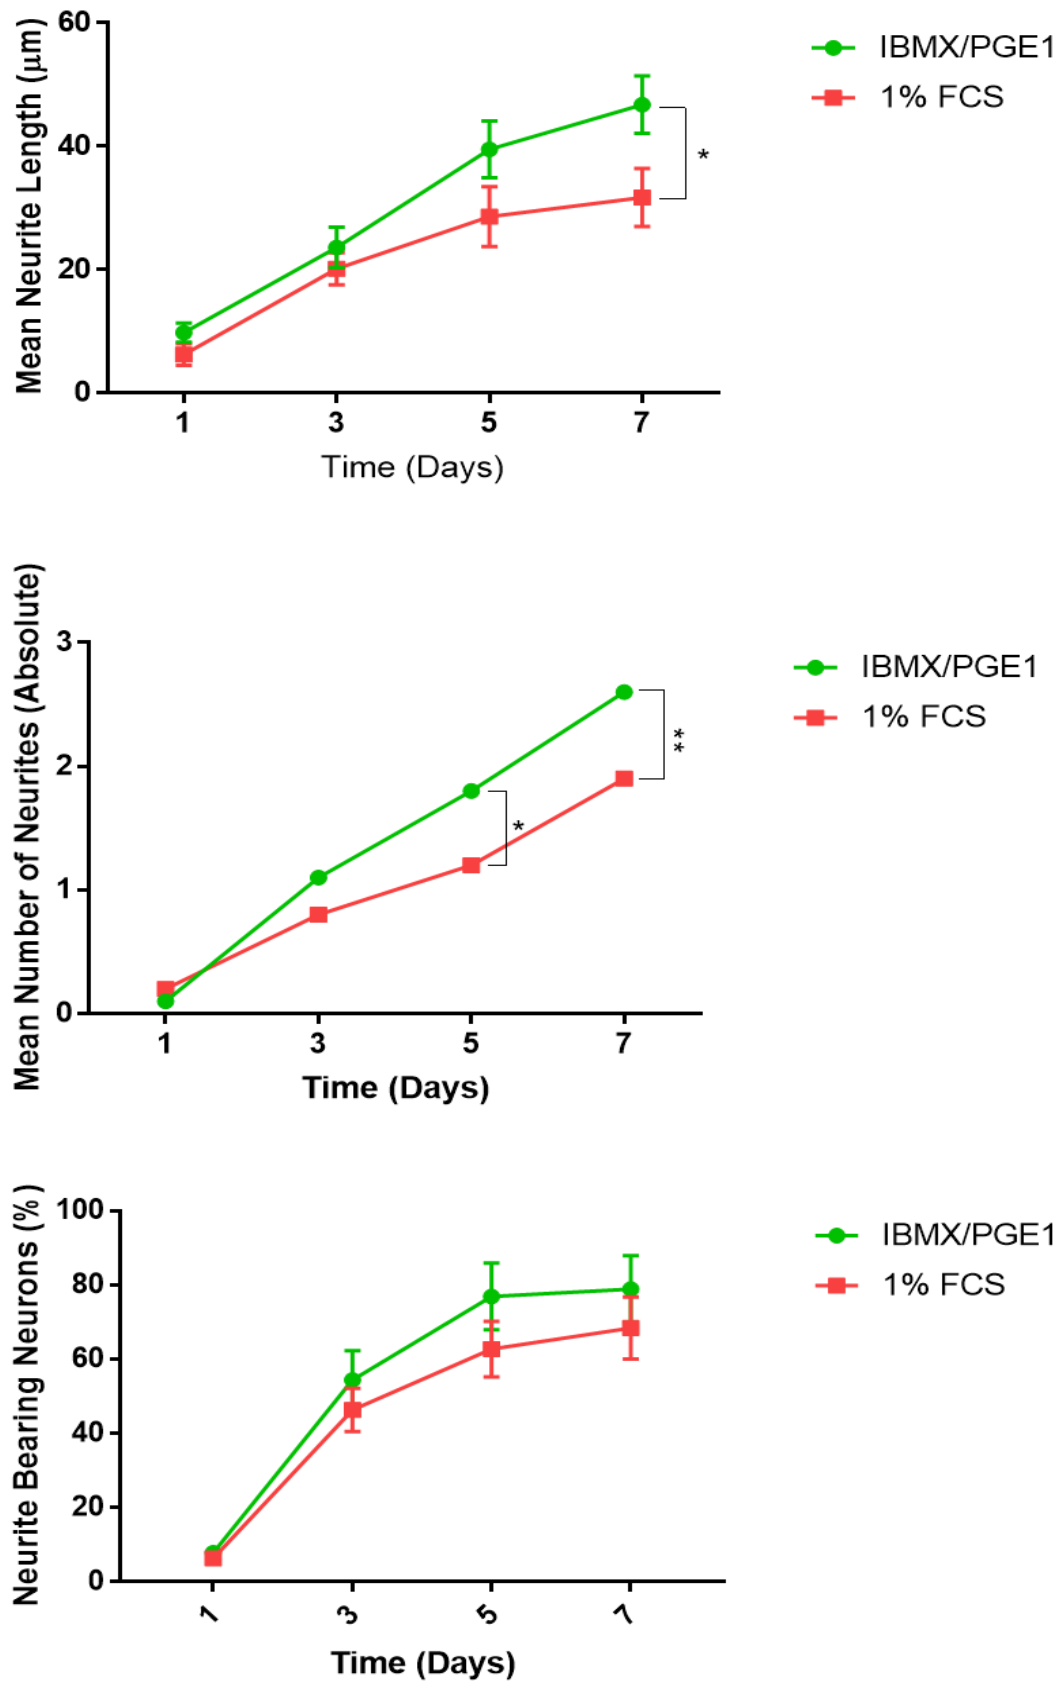 Mean Neurite Length (μm)
60
40
20
0
1 3 5 7
Time (Days)
IBMX/PGE1
1% FCS
*
Mean Number of Neurites (Absolute)
3
2
1
0
1 3 5 7
Time (Days)
IBMX/PGE1
1% FCS
*
**
Neurite Bearing Neurons (%)
100
80
60
40
20
0
1 3 5 7
Time (Days)
IBMX/PGE1
1% FCS